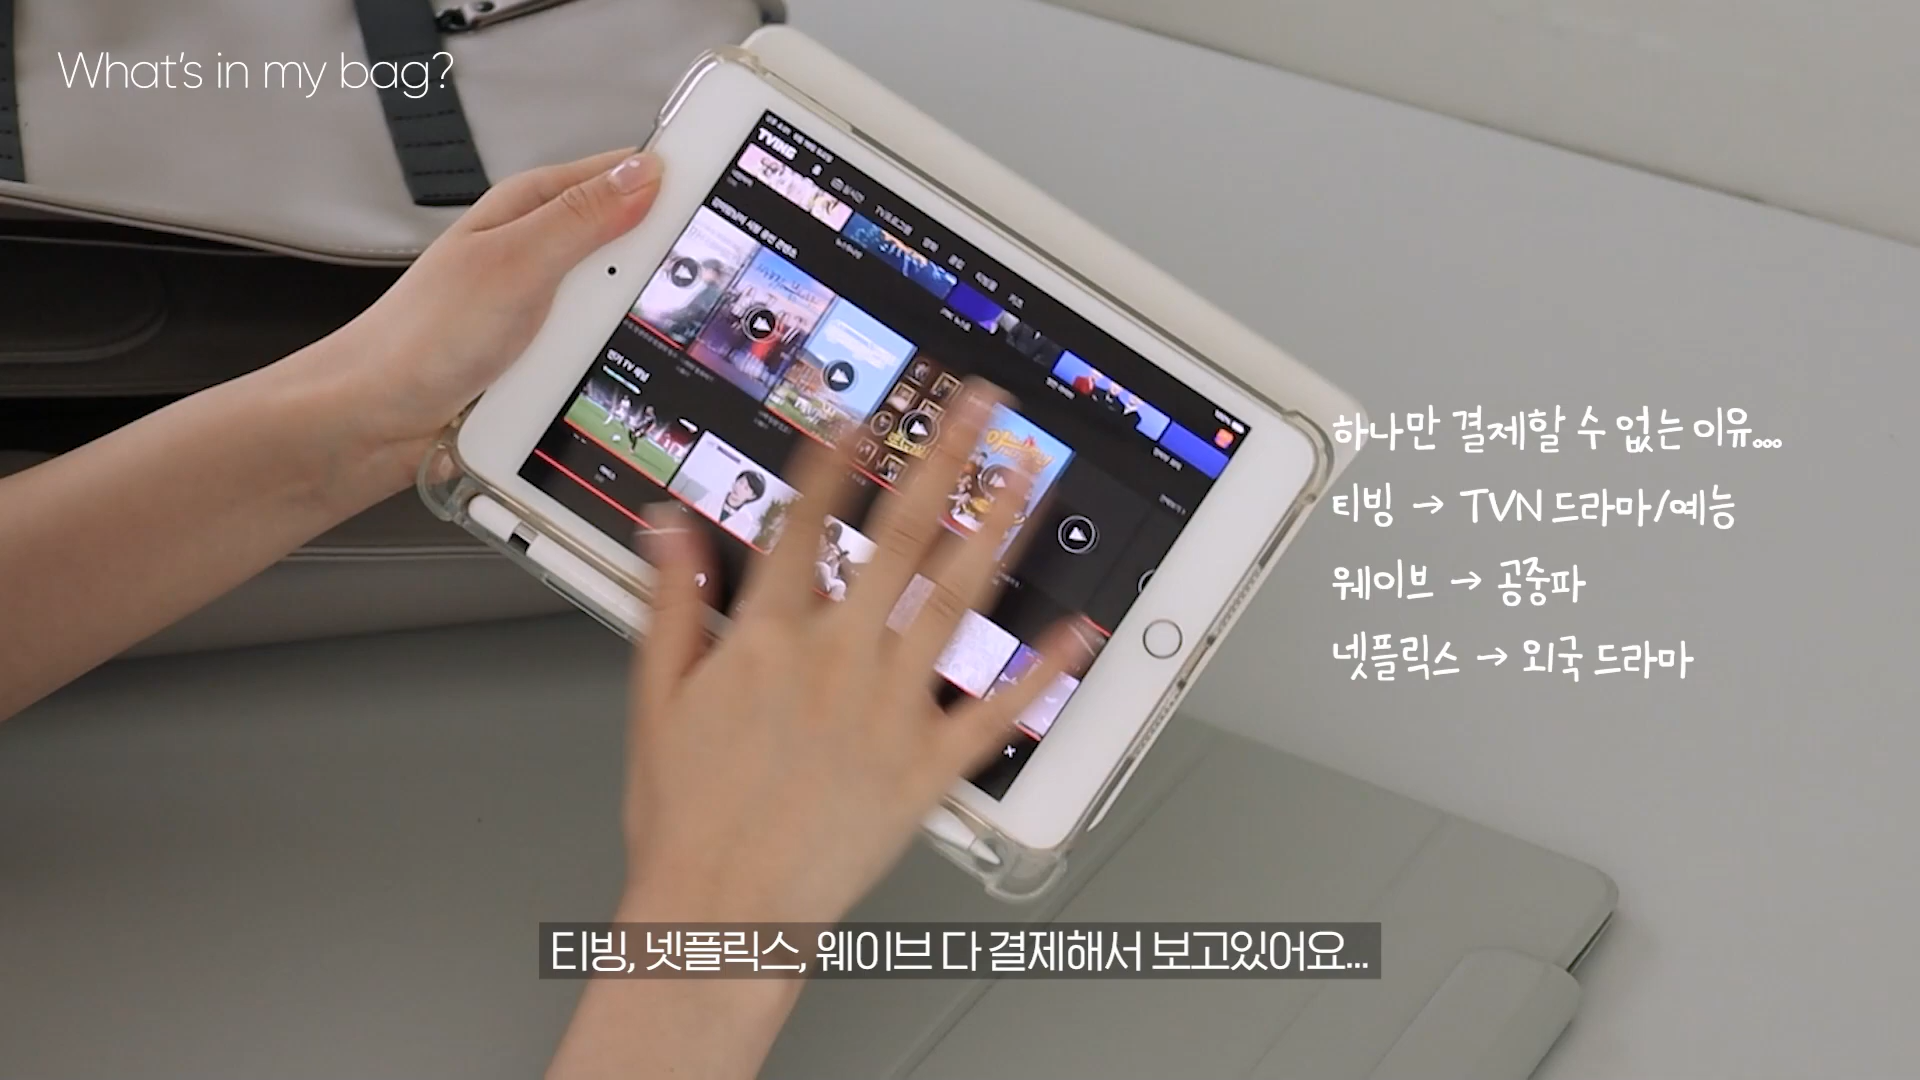 What's in my bag?
TVING
하나만 결제할 수 없는 이유...
티빙 → TVN 드라마/예능
웨이브 → 공중파
넷플릭스 → 외국 드라마
티빙, 넷플릭스, 웨이브 다 결제해서 보고있어요...